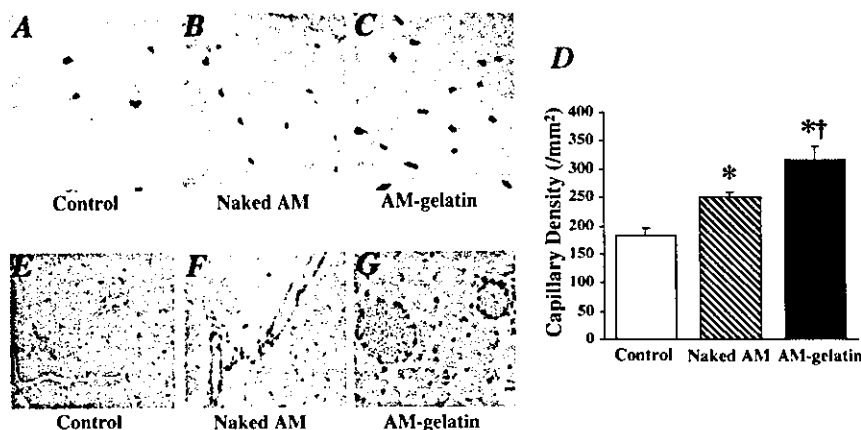 A
B
C
Control
Naked AM
AM-gelatin
D
Capillary Density (/mm²)
400
350
300
250
200
150
100
50
0
*
*†
Control
Naked AM
AM-gelatin
E
F
G
Control
Naked AM
AM-gelatin